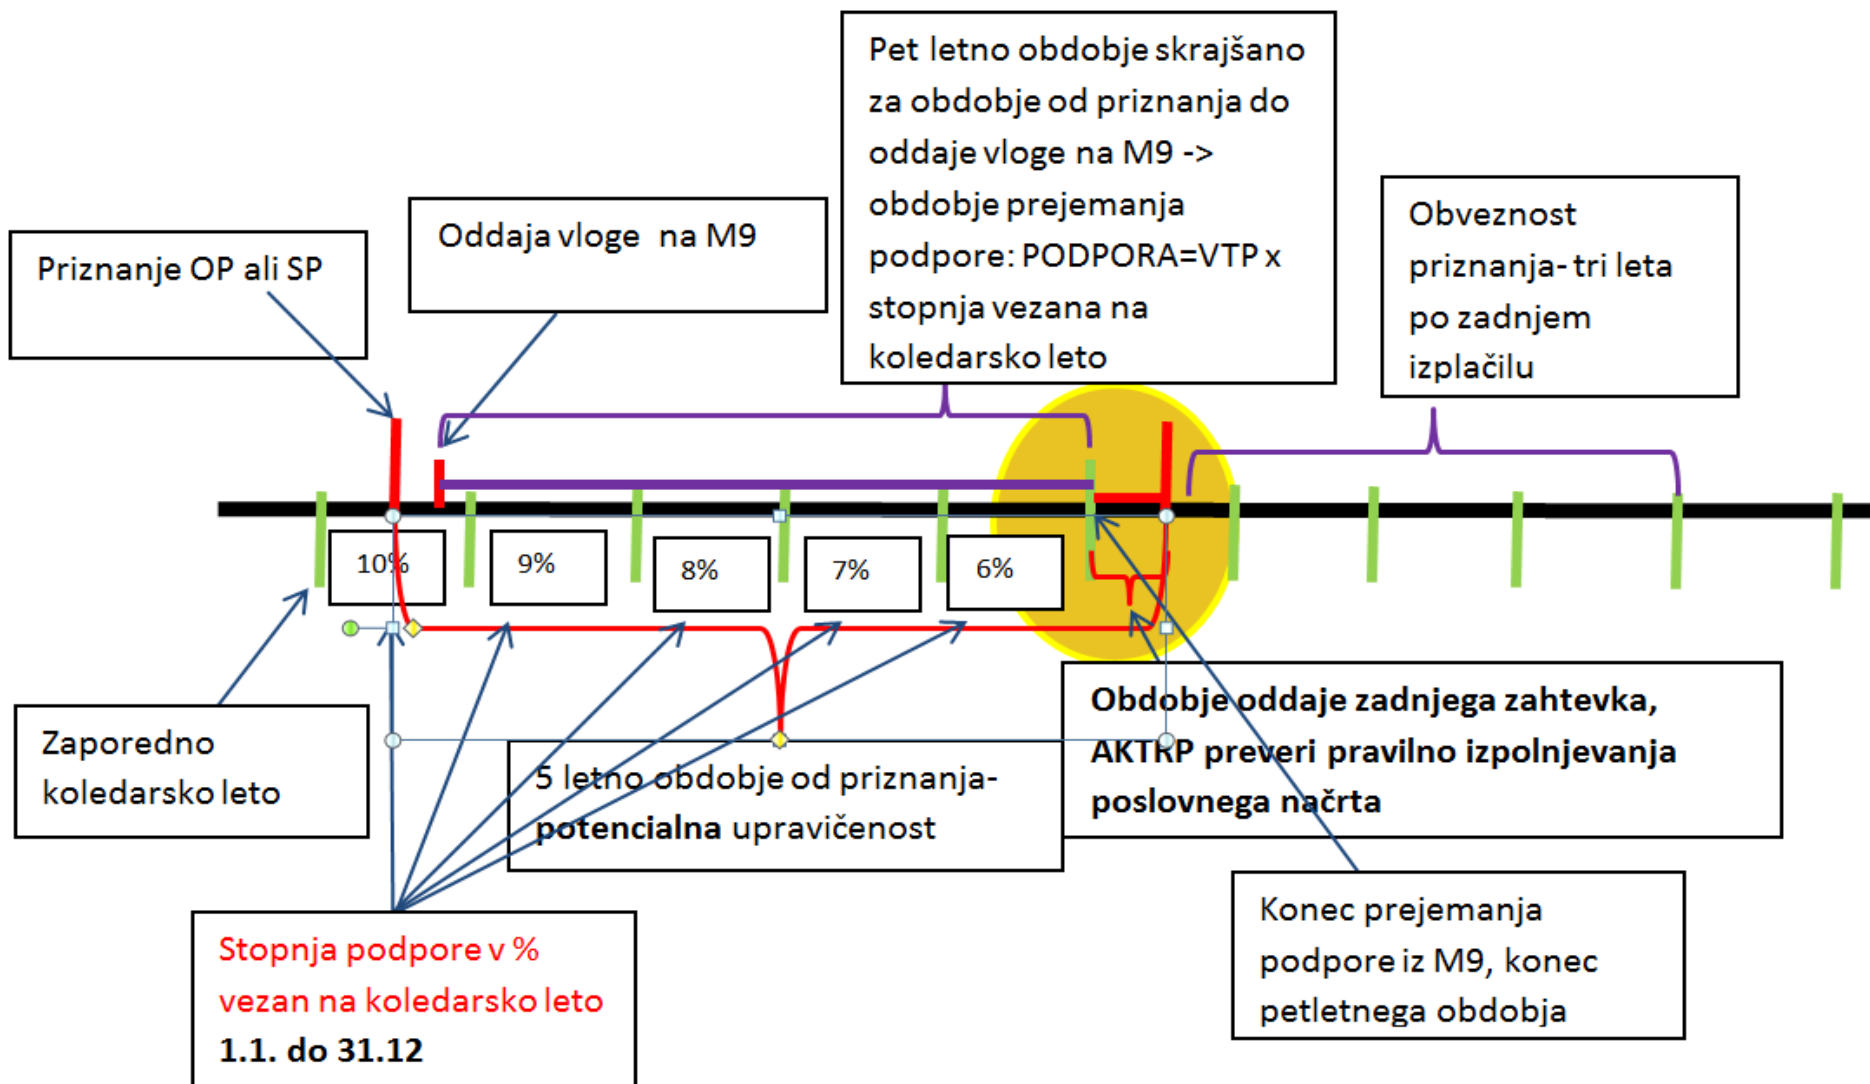 Pet letno obdobje skrajšano
za obdobje od priznanja do
oddaje vloge na M9 ->
obdobje prejemanja
podpore: PODPORA=VTP x
stopnja vezana na
koledarsko leto
Obveznost
priznanja- tri leta
po zadnjem
izplačilu
Oddaja vloge na M9
Priznanje OP ali SP
10%
9%
8%
7%
6%
Zaporedno
koledarsko leto
5 letno obdobje od priznanja-
potencialna upravičenost
Obdobje oddaje zadnjega zahtevka,
AKTRP preveri pravilno izpolnjevanja
poslovnega načrta
Stopnja podpore v %
vezan na koledarsko leto
1.1. do 31.12
Konec prejemanja
podpore iz M9, konec
petletnega obdobja